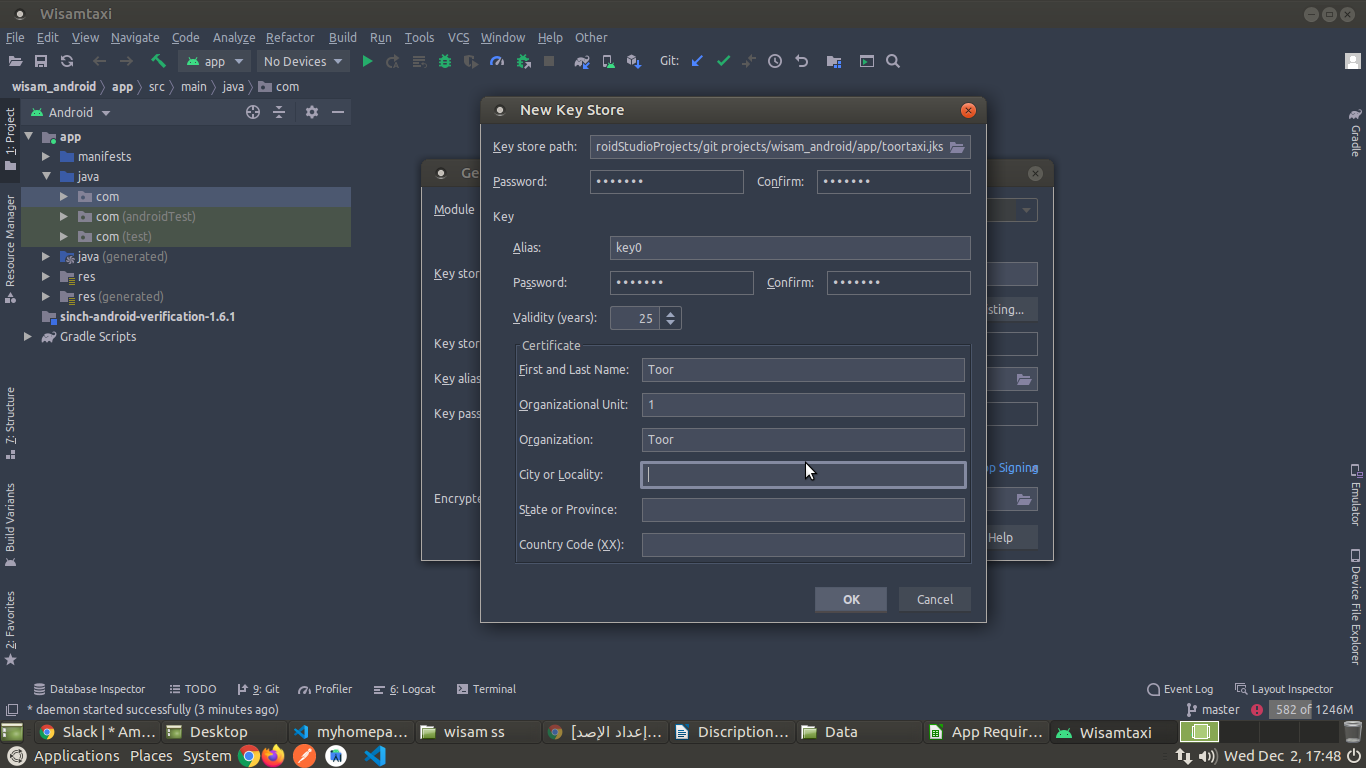 Wisamtaxi
File Edit View Navigate Code Analyze Refactor Build Run Tools VCS Window Help Other
app No Devices Git:
wisam_android app src main java com
1: Project
Resource Manager
7: Structure
Build Variants
2: Favorites
Android
app
manifests
java
com
com (androidTest)
com (test)
java (generated)
res
res (generated)
sinch-android-verification-1.6.1
Gradle Scripts
Module
Key stor
Key stor
Key alias
Key pass
Encrypte
sting...
Signing
Help
New Key Store
Key store path: roidStudioProjects/git projects/wisam_android/app/toortaxi.jks
Password: ••••••• Confirm: •••••••
Key
Alias: key0
Password: ••••••• Confirm: •••••••
Validity (years): 25
Certificate
First and Last Name: Toor
Organizational Unit: 1
Organization: Toor
City or Locality:
State or Province:
Country Code (XX):
OK Cancel
Gradle
Emulator
Device File Explorer
Database Inspector TODO 9: Git Profiler 6: Logcat Terminal Event Log Layout Inspector
* daemon started successfully (3 minutes ago) master 582 of 1246M
Slack | * Am... Desktop myhomepa... wisam ss [إعداد الإصد... Discription... Data App Requir... Wisamtaxi
Applications Places System Wed Dec 2, 17:48